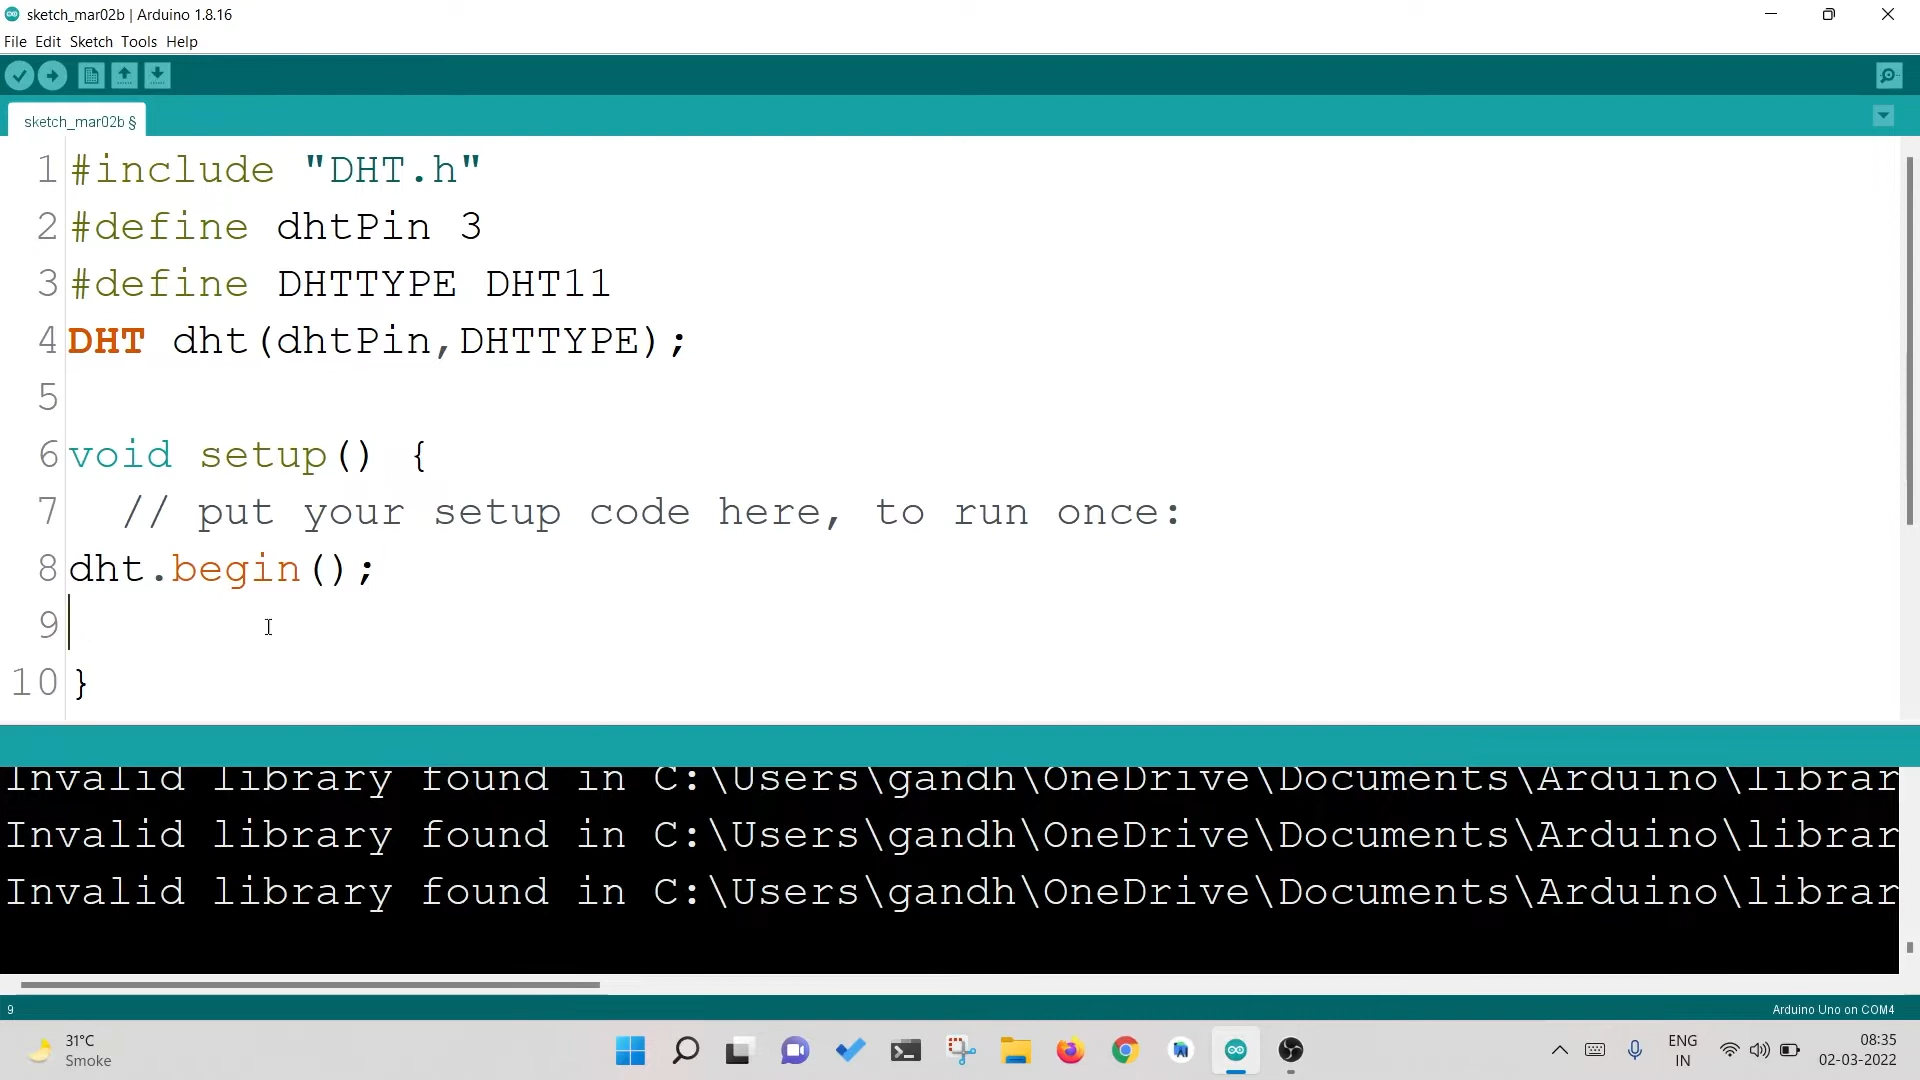 sketch_mar02b | Arduino 1.8.16
File Edit Sketch Tools Help
sketch_mar02b §
1 #include "DHT.h"
2 #define dhtPin 3
3 #define DHTTYPE DHT11
4 DHT dht(dhtPin,DHTTYPE);
5
6 void setup() {
7 // put your setup code here, to run once:
8 dht.begin();
9
10 }
Invalid library found in C:\Users\gandh\OneDrive\Documents\Arduino\librar
Invalid library found in C:\Users\gandh\OneDrive\Documents\Arduino\librar
Invalid library found in C:\Users\gandh\OneDrive\Documents\Arduino\librar
9
Arduino Uno on COM4
31°C
Smoke
ENG
IN
08:35
02-03-2022